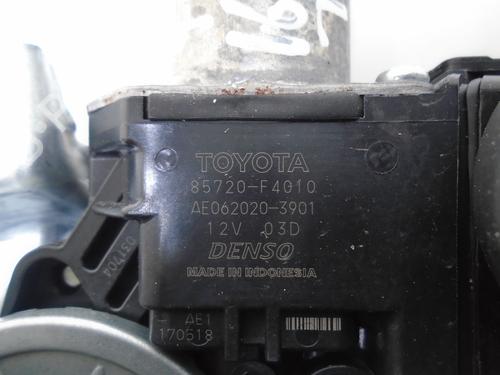 TOYOTA
85720-F4010
AE062020-3901
12V 03D
DENSO
MADE IN INDONESIA
AE1
170518